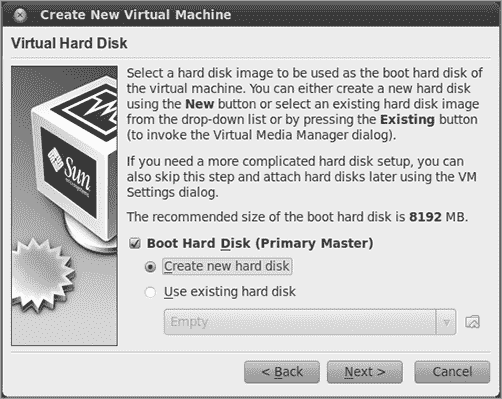 Create New Virtual Machine
Virtual Hard Disk
Select a hard disk image to be used as the boot hard disk of
the virtual machine. You can either create a new hard disk
using the New button or select an existing hard disk image
from the drop-down list or by pressing the Existing button
(to invoke the Virtual Media Manager dialog).
If you need a more complicated hard disk setup, you can
also skip this step and attach hard disks later using the VM
Settings dialog.
The recommended size of the boot hard disk is 8192 MB.
Sun
Boot Hard Disk (Primary Master)
Create new hard disk
Use existing hard disk
Empty
< Back
Next >
Cancel